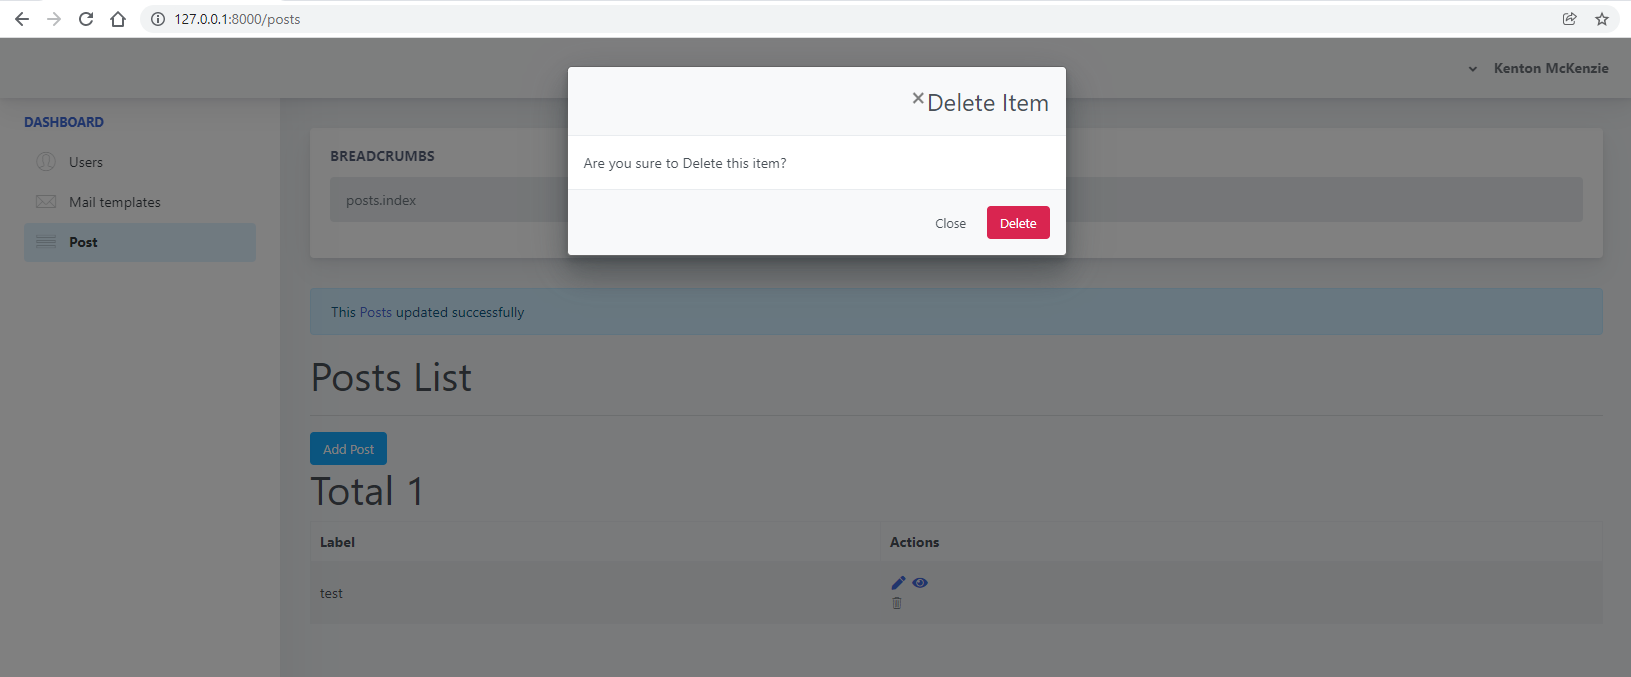 127.0.0.1:8000/posts
Kenton McKenzie
×Delete Item
Are you sure to Delete this item?
Close Delete
DASHBOARD
Users
Mail templates
Post
BREADCRUMBS
posts.index
This Posts updated successfully
Posts List
Add Post
Total 1
Label Actions
test